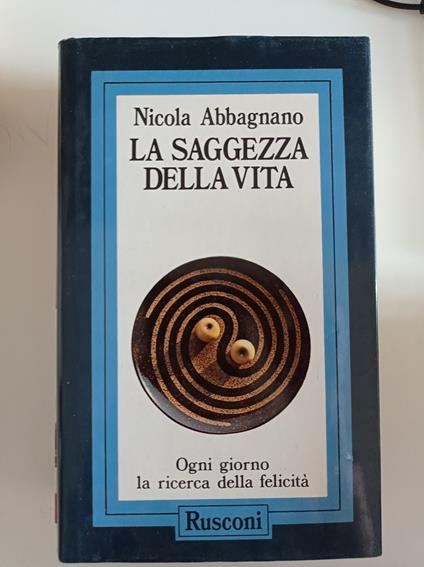 Nicola Abbagnano
LA SAGGEZZA
DELLA VITA
Ogni giorno
la ricerca della felicità
Rusconi